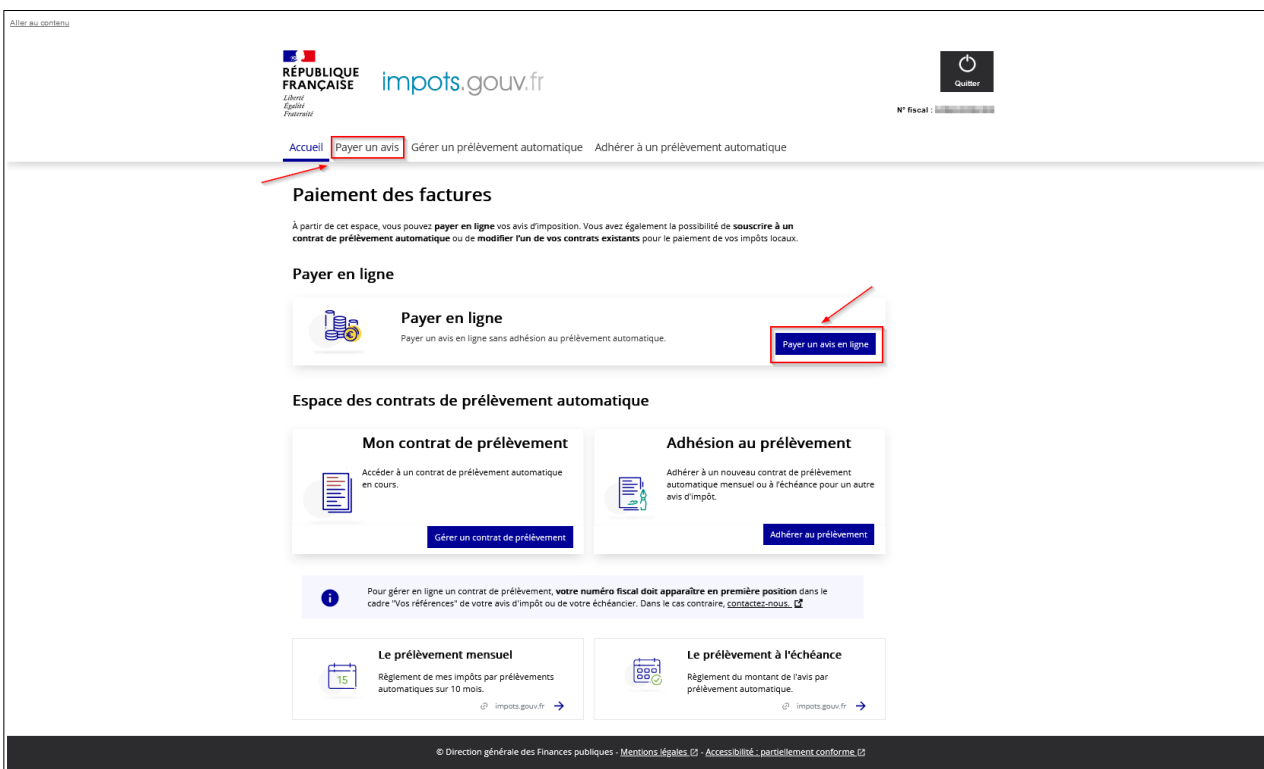 Aller au contenu
RÉPUBLIQUE
FRANÇAISE
Liberté
Égalité
Fraternité
impots.gouv.fr
Quitter
N° fiscal :
Accueil Payer un avis Gérer un prélèvement automatique Adhérer à un prélèvement automatique
Paiement des factures
À partir de cet espace, vous pouvez payer en ligne vos avis d'imposition. Vous avez également la possibilité de souscrire à un
contrat de prélèvement automatique ou de modifier l'un de vos contrats existants pour le paiement de vos impôts locaux.
Payer en ligne
Payer en ligne
Payer un avis en ligne sans adhésion au prélèvement automatique.
Payer un avis en ligne
Espace des contrats de prélèvement automatique
Mon contrat de prélèvement
Accéder à un contrat de prélèvement automatique
en cours.
Gérer un contrat de prélèvement
Adhésion au prélèvement
Adhérer à un nouveau contrat de prélèvement
automatique mensuel ou à l'échéance pour un autre
avis d'impôt.
Adhérer au prélèvement
Pour gérer en ligne un contrat de prélèvement, votre numéro fiscal doit apparaître en première position dans le
cadre "Vos références" de votre avis d'impôt ou de votre échéancier. Dans le cas contraire, contactez-nous.
Le prélèvement mensuel
15
Règlement de mes impôts par prélèvements
automatiques sur 10 mois.
impots.gouv.fr
Le prélèvement à l'échéance
Règlement du montant de l'avis par
prélèvement automatique.
impots.gouv.fr
© Direction générale des Finances publiques - Mentions légales - Accessibilité : partiellement conforme